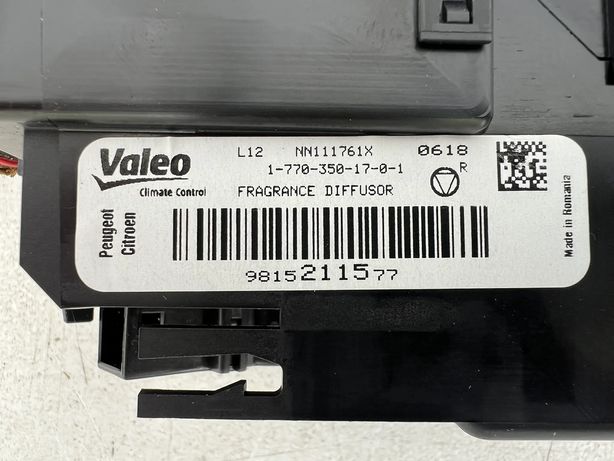 Valeo
Climate Control
L12 NN111761X 0618
1-770-350-17-0-1 R
FRAGRANCE DIFFUSOR
Peugeot
Citroen
9815211577
Made in Romania